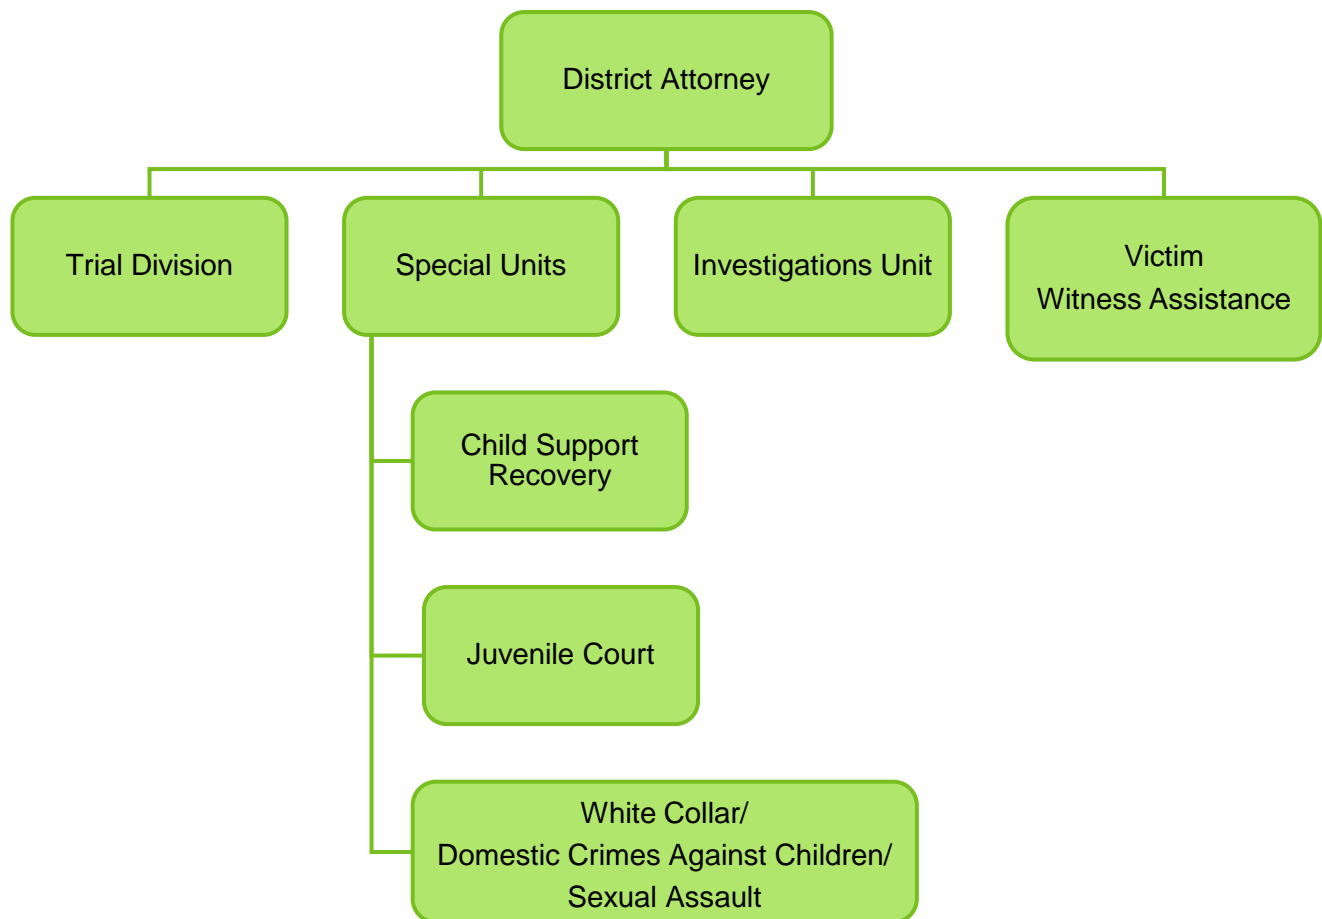 District Attorney
Trial Division
Special Units
Investigations Unit
Victim
Witness Assistance
Child Support
Recovery
Juvenile Court
White Collar/
Domestic Crimes Against Children/
Sexual Assault